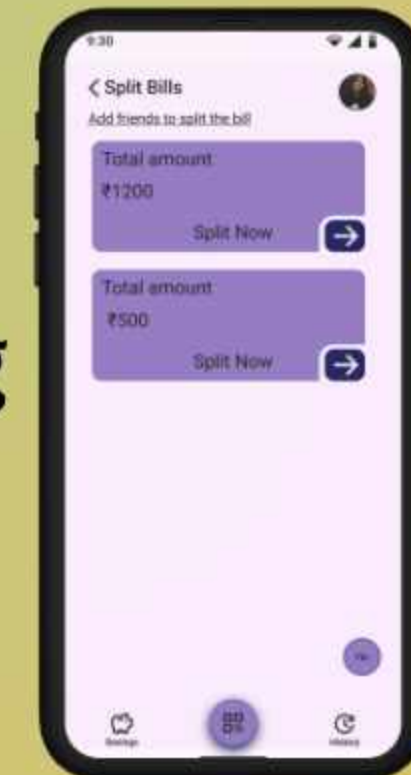 9:30
Split Bills
Add friends to split the bill
Total amount
₹1200
Split Now
Total amount
₹500
Split Now
Savings
History